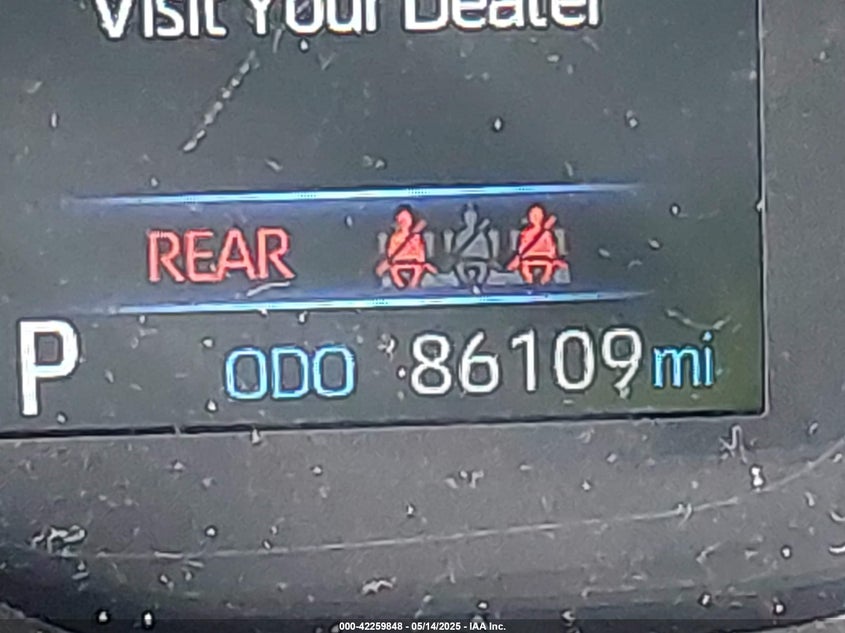 Visit Your Dealer
REAR
P ODO 86109 mi
000-42259848 - 05/14/2025 - IAA Inc.